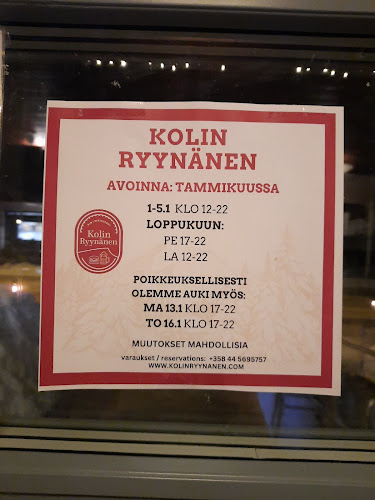 KOLIN
RYYNÄNEN
AVOINNA: TAMMIKUUSSA
1-5.1 KLO 12-22
LOPPUKUUN:
PE 17-22
LA 12-22
Kolin
Ryynänen
POIKKEUKSELLISESTI
OLEMME AUKI MYÖS:
MA 13.1 KLO 17-22
TO 16.1 KLO 17-22
MUUTOKSET MAHDOLLISIA
varaukset / reservations: +358 44 5695757
WWW.KOLINRYYNANEN.COM